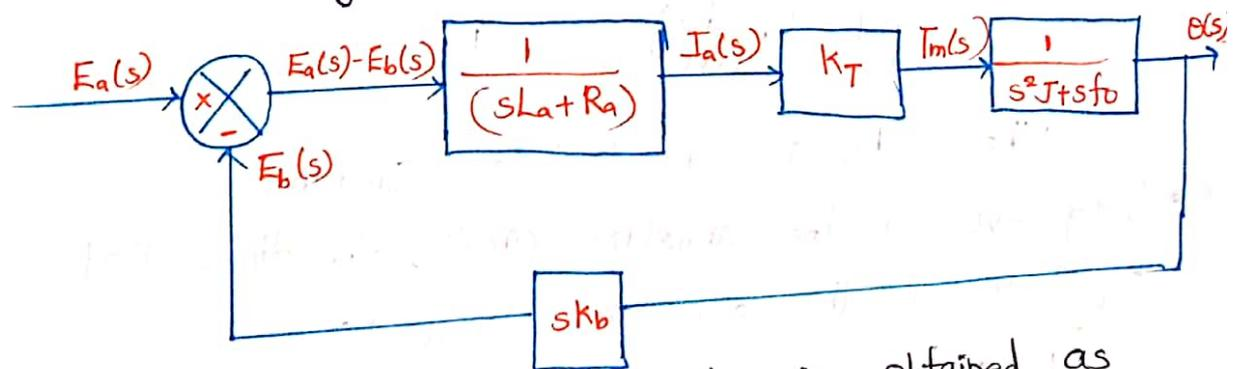 Ea(s)
x
-
Ea(s)-Eb(s)
1
(sLa+Ra)
Ia(s)
KT
Tm(s)
1
s²J+sfo
θ(s)
Eb(s)
skb
obtained as